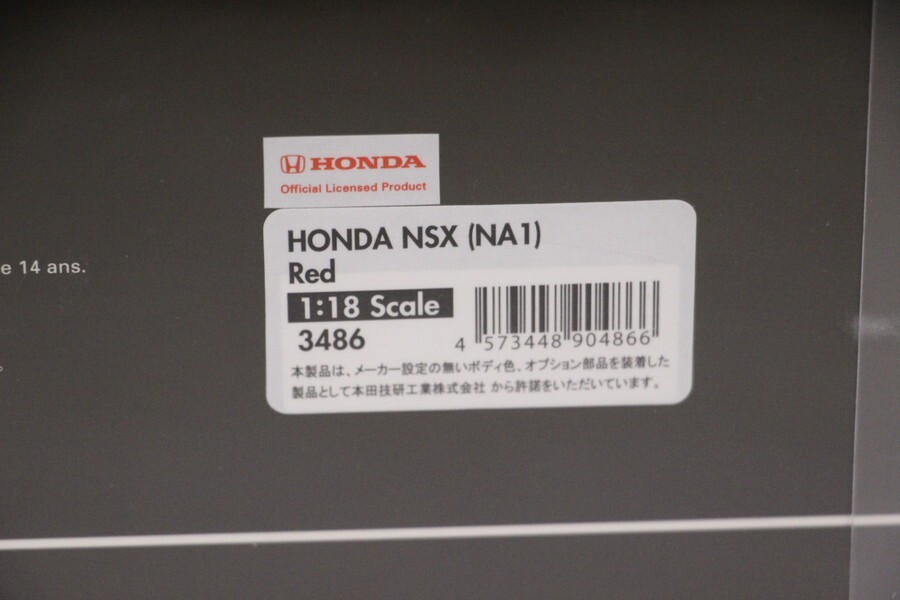 HONDA
Official Licensed Product
HONDA NSX (NA1)
Red
1:18 Scale
3486
4 573448 904866
本製品は、メーカー設定の無いボディ色、オプション部品を装着した
製品として本田技研工業株式会社 から許諾をいただいています。
e 14 ans.